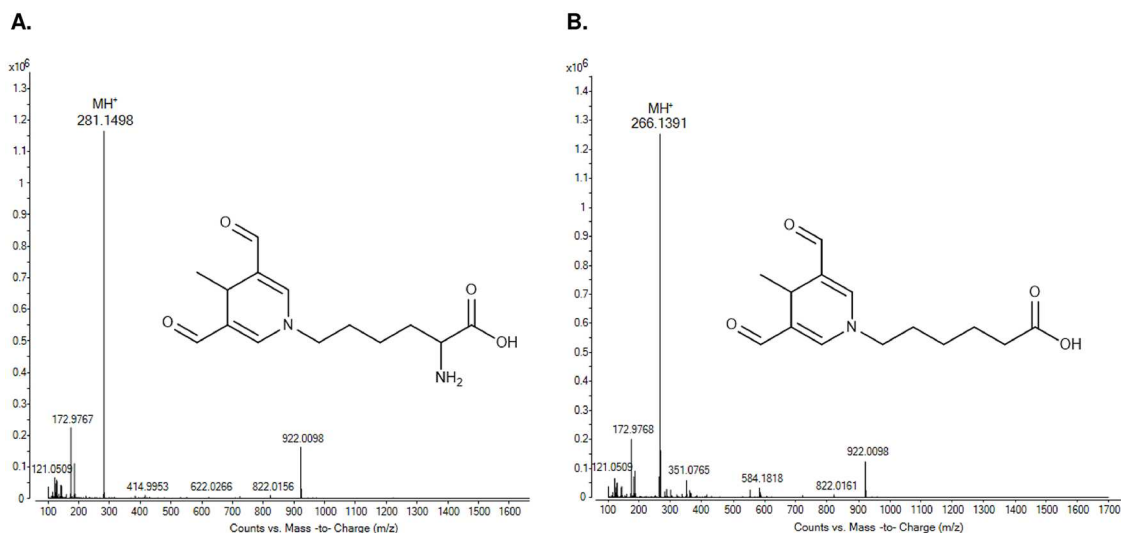 A.
x10⁶
1.3
1.2
1.1
1
0.9
0.8
0.7
0.6
0.5
0.4
0.3
0.2
0.1
0
MH⁺
281.1498
172.9767
121.0509
414.9953
622.0266
822.0156
922.0098
O
O
N
O
OH
NH₂
100 200 300 400 500 600 700 800 900 1000 1100 1200 1300 1400 1500 1600
Counts vs. Mass -to- Charge (m/z)
B.
x10⁶
1.4
1.3
1.2
1.1
1
0.9
0.8
0.7
0.6
0.5
0.4
0.3
0.2
0.1
0
MH⁺
266.1391
172.9768
121.0509
351.0765
584.1818
822.0161
922.0098
O
O
N
O
OH
100 200 300 400 500 600 700 800 900 1000 1100 1200 1300 1400 1500 1600 1700
Counts vs. Mass -to- Charge (m/z)